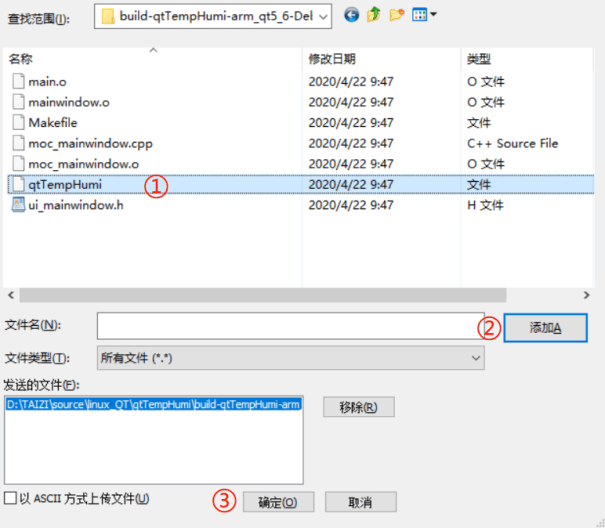 查找范围(I): build-qtTempHumi-arm_qt5_6-Del
名称 修改日期 类型
main.o 2020/4/22 9:47 O 文件
mainwindow.o 2020/4/22 9:47 O 文件
Makefile 2020/4/22 9:47 文件
moc_mainwindow.cpp 2020/4/22 9:47 C++ Source File
moc_mainwindow.o 2020/4/22 9:47 O 文件
qtTempHumi ① 2020/4/22 9:47 文件
ui_mainwindow.h 2020/4/22 9:47 H 文件
文件名(N): ② 添加A
文件类型(T): 所有文件 (*.*)
发送的文件(F):
D:\TAIZI\source\linux_QT\qtTempHumi\build-qtTempHumi-arm
移除(R)
以 ASCII 方式上传文件(U) ③ 确定(O) 取消